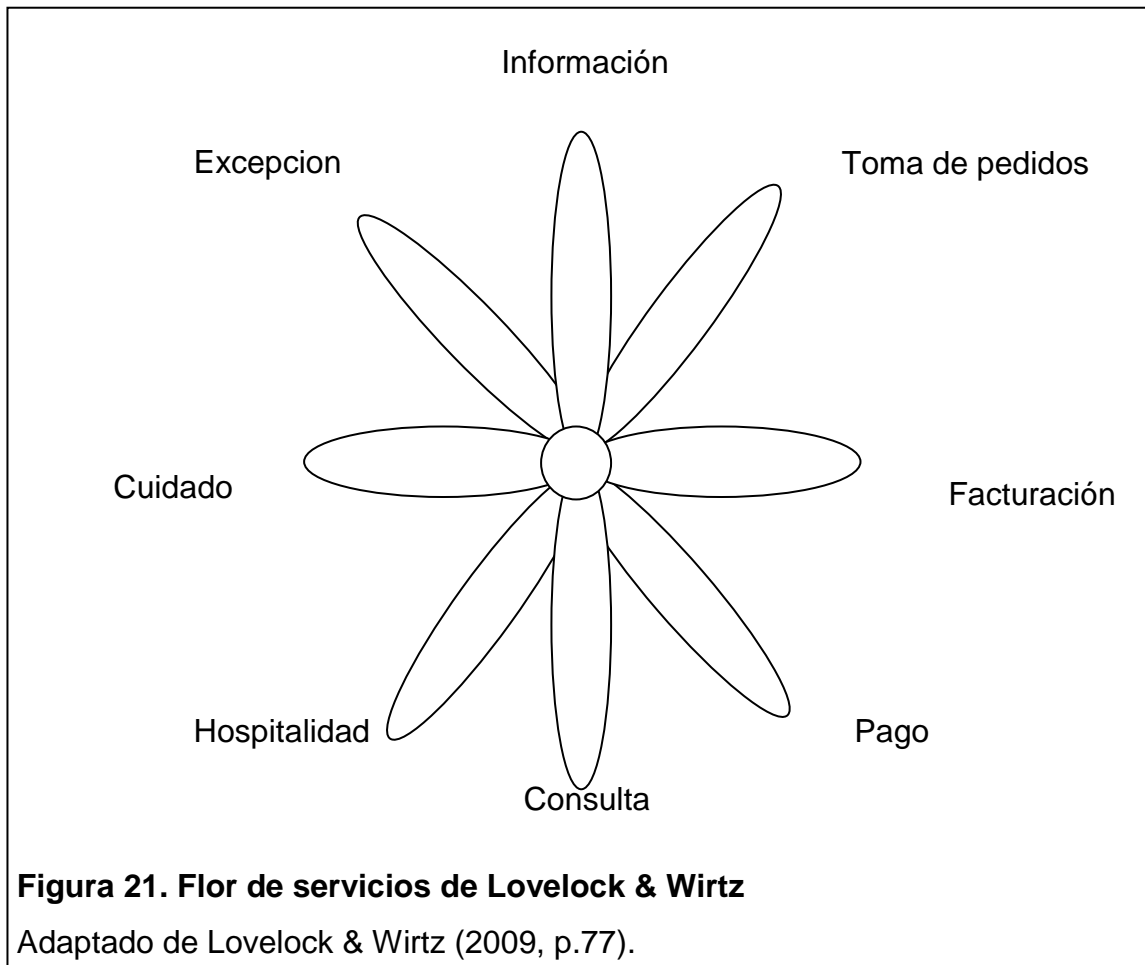 Información
Excepcion
Toma de pedidos
Cuidado
Facturación
Hospitalidad
Pago
Consulta
Figura 21. Flor de servicios de Lovelock & Wirtz
Adaptado de Lovelock & Wirtz (2009, p.77).